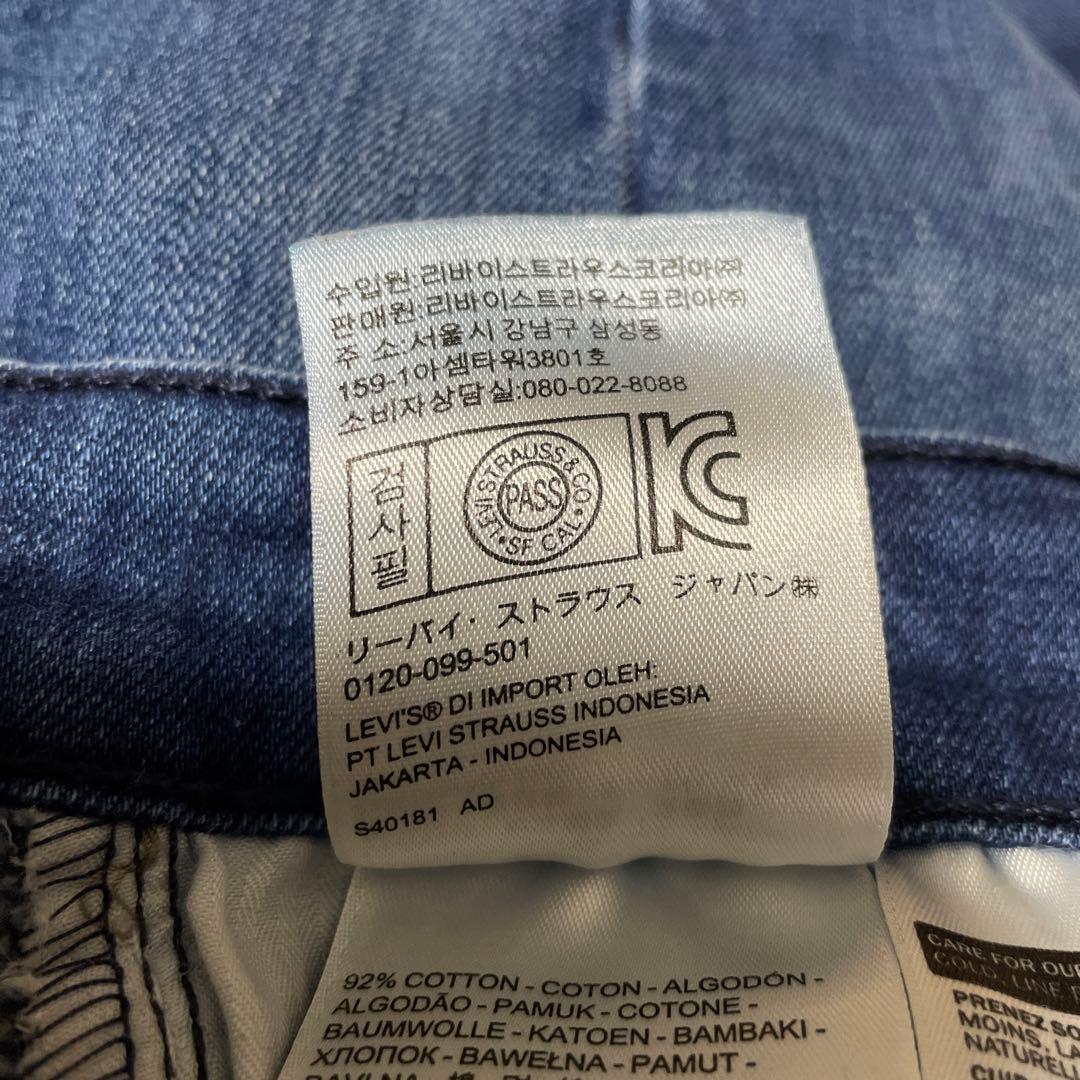 수입원:리바이스트라우스코리아㈜
판매원:리바이스트라우스코리아㈜
주 소:서울시 강남구 삼성동
159-1아셈타워3801호
소비자상담실:080-022-8088
검사필
LEVI STRAUSS & CO
PASS
SF CAL
KC
リーバイ・ストラウス ジャパン㈱
0120-099-501
LEVI'S® DI IMPORT OLEH:
PT LEVI STRAUSS INDONESIA
JAKARTA - INDONESIA
S40181 AD
92% COTTON - COTON - ALGODÓN -
ALGODÃO - PAMUK - COTONE -
BAUMWOLLE - KATOEN - BAMBAKI -
ХЛОПОК - BAWEŁNA - PAMUT -
CARE FOR OUR
PRENEZ SO
MOINS, LA
NATURELL